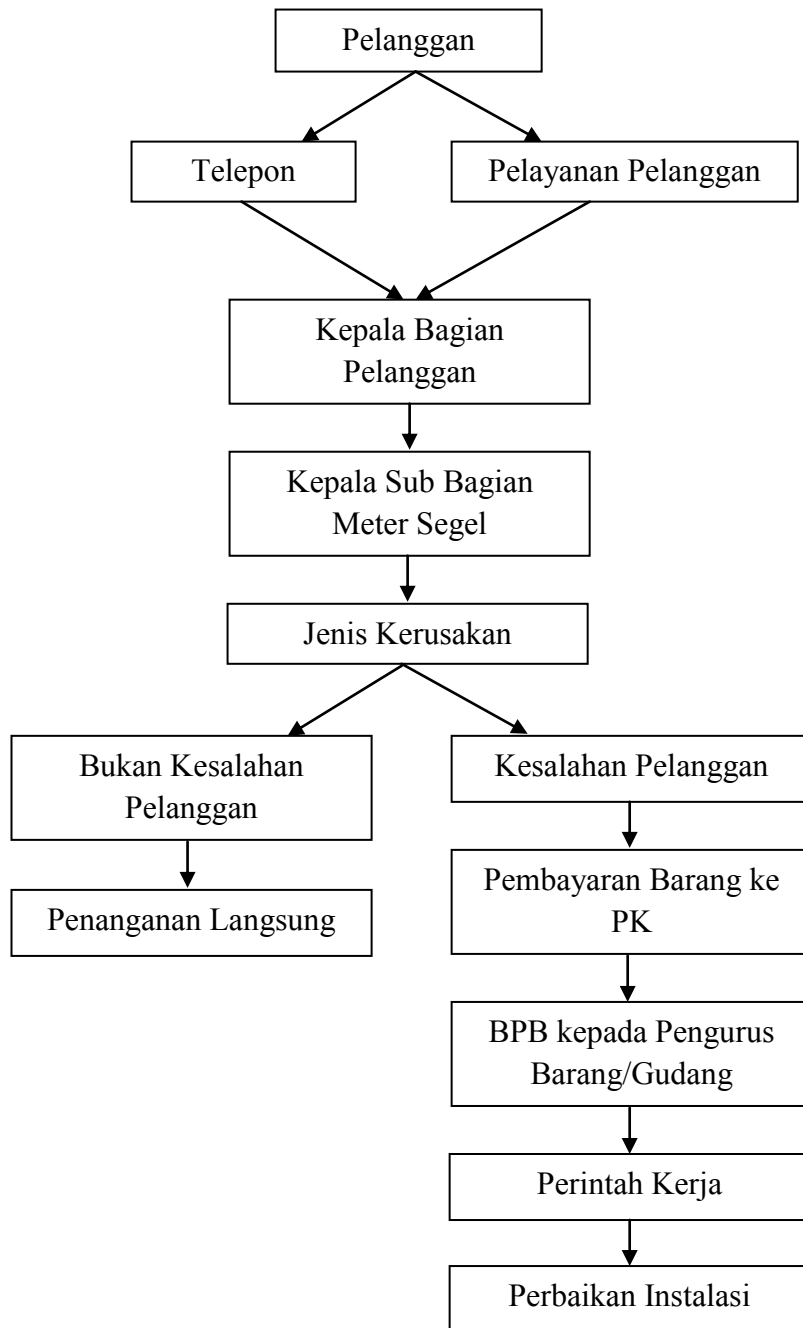 Pelanggan
Telepon
Pelayanan Pelanggan
Kepala Bagian
Pelanggan
Kepala Sub Bagian
Meter Segel
Jenis Kerusakan
Bukan Kesalahan
Pelanggan
Kesalahan Pelanggan
Penanganan Langsung
Pembayaran Barang ke
PK
BPB kepada Pengurus
Barang/Gudang
Perintah Kerja
Perbaikan Instalasi